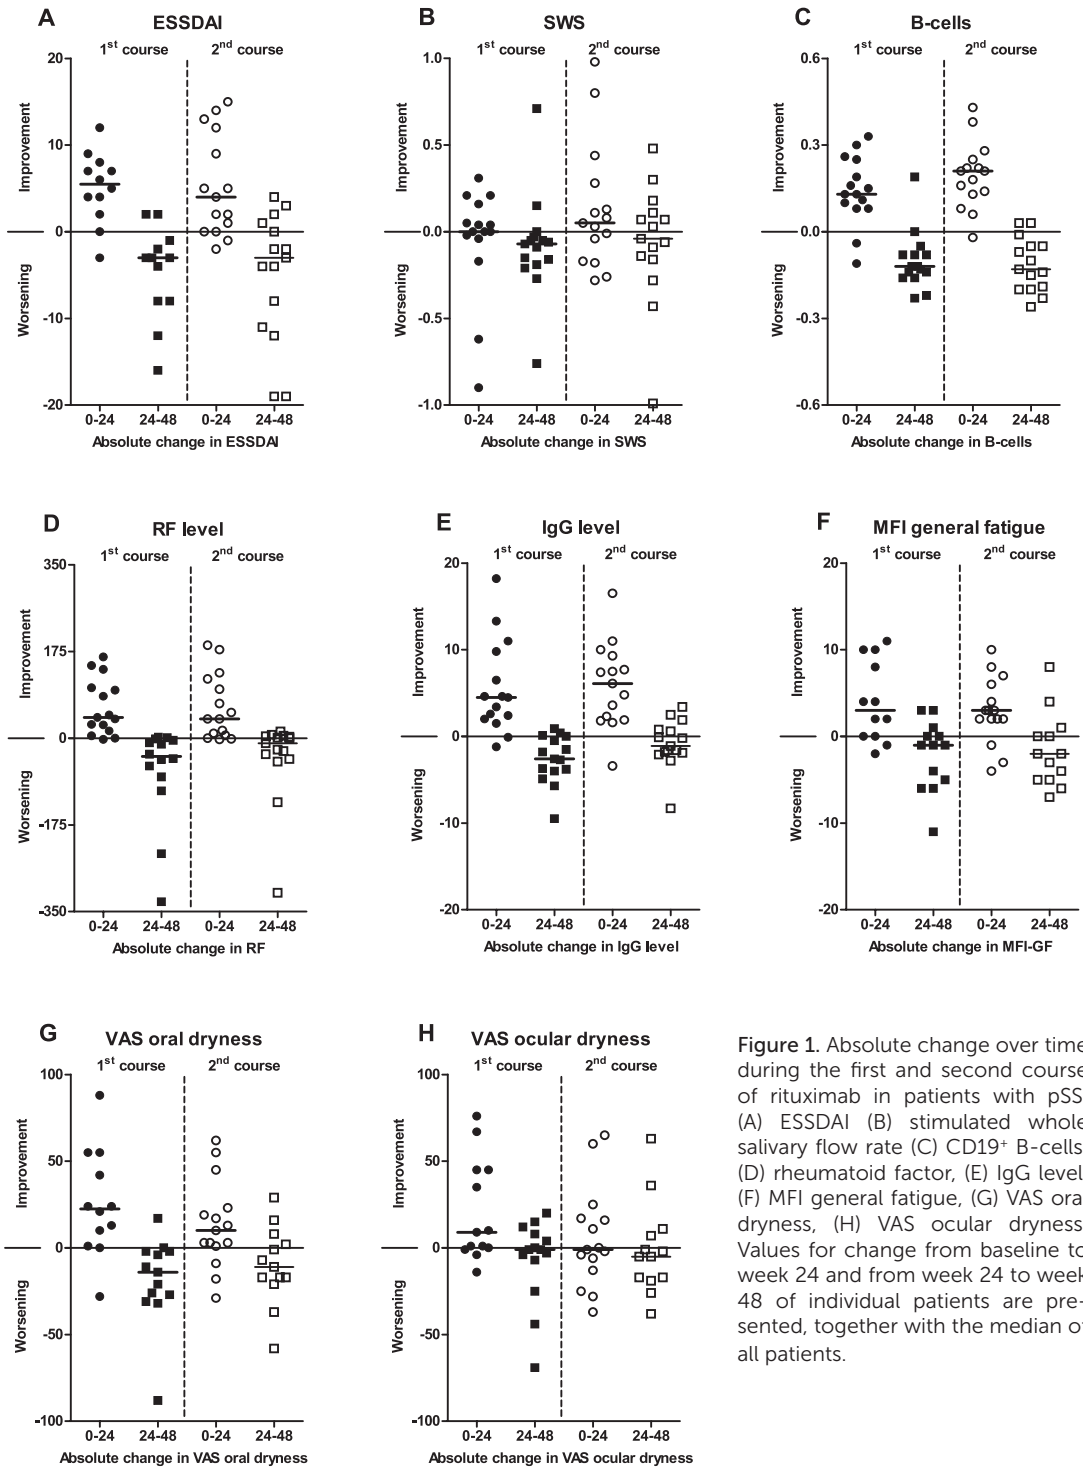 A
ESSDAI
1st course
2nd course
20
10
0
-10
-20
Improvement
Worsening
0-24
24-48
0-24
24-48
Absolute change in ESSDAI
B
SWS
1st course
2nd course
1.0
0.5
0.0
-0.5
-1.0
Improvement
Worsening
0-24
24-48
0-24
24-48
Absolute change in SWS
C
B-cells
1st course
2nd course
0.6
0.3
0.0
-0.3
-0.6
Improvement
Worsening
0-24
24-48
0-24
24-48
Absolute change in B-cells
D
RF level
1st course
2nd course
350
175
0
-175
-350
Improvement
Worsening
0-24
24-48
0-24
24-48
Absolute change in RF
E
IgG level
1st course
2nd course
20
10
0
-10
-20
Improvement
Worsening
0-24
24-48
0-24
24-48
Absolute change in IgG level
F
MFI general fatigue
1st course
2nd course
20
10
0
-10
-20
Improvement
Worsening
0-24
24-48
0-24
24-48
Absolute change in MFI-GF
G
VAS oral dryness
1st course
2nd course
100
50
0
-50
-100
Improvement
Worsening
0-24
24-48
0-24
24-48
Absolute change in VAS oral dryness
H
VAS ocular dryness
1st course
2nd course
100
50
0
-50
-100
Improvement
Worsening
0-24
24-48
0-24
24-48
Absolute change in VAS ocular dryness
Figure 1. Absolute change over time
during the first and second course
of rituximab in patients with pSS
(A) ESSDAI (B) stimulated whole
salivary flow rate (C) CD19+ B-cells
(D) rheumatoid factor, (E) IgG level
(F) MFI general fatigue, (G) VAS ora
dryness, (H) VAS ocular dryness
Values for change from baseline to
week 24 and from week 24 to week
48 of individual patients are pre-
sented, together with the median of
all patients.